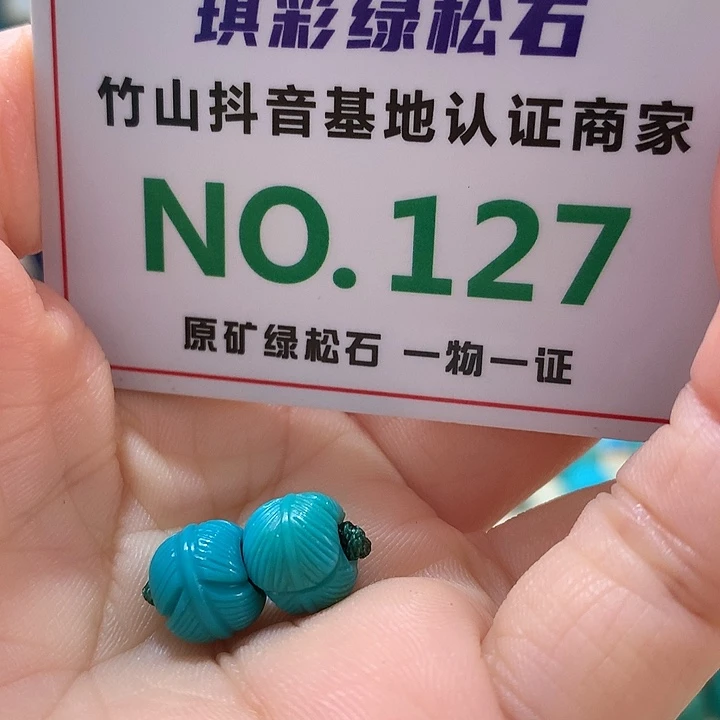 琪彩绿松石
竹山抖音基地认证商家
NO.127
原矿绿松石 一物一证